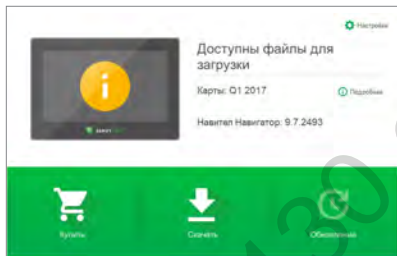 Настройки
Доступны файлы для
загрузки
Карты: Q1 2017
Подробнее
Навител Навигатор: 9.7.2493
Купить
Скачать
Обновления